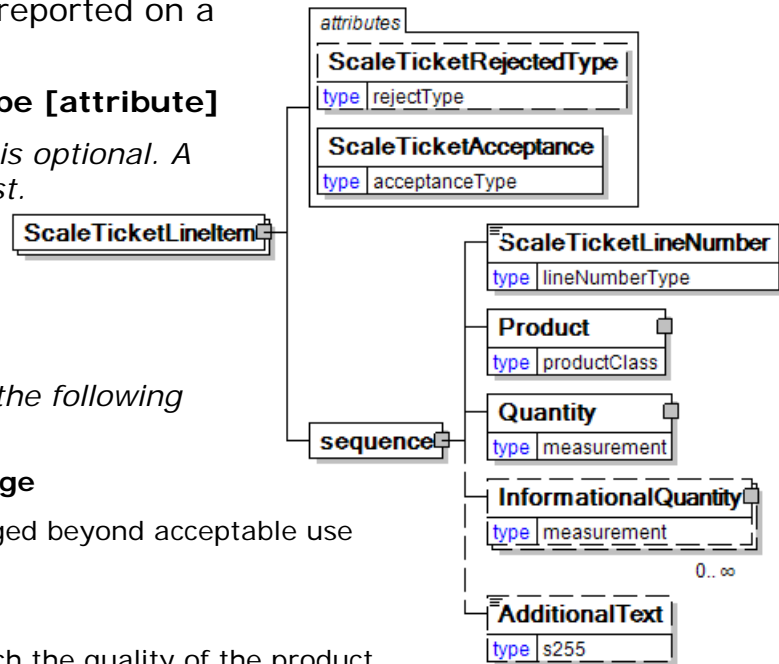 reported on a
pe [attribute]
is optional. A
st.
the following
ge
ged beyond acceptable use
ch the quality of the product
attributes
ScaleTicketRejectedType
type rejectType
ScaleTicketAcceptance
type acceptanceType
ScaleTicketLineItem
sequence
ScaleTicketLineNumber
type lineNumberType
Product
type productClass
Quantity
type measurement
InformationalQuantity
type measurement
0.. ∞
AdditionalText
type s255